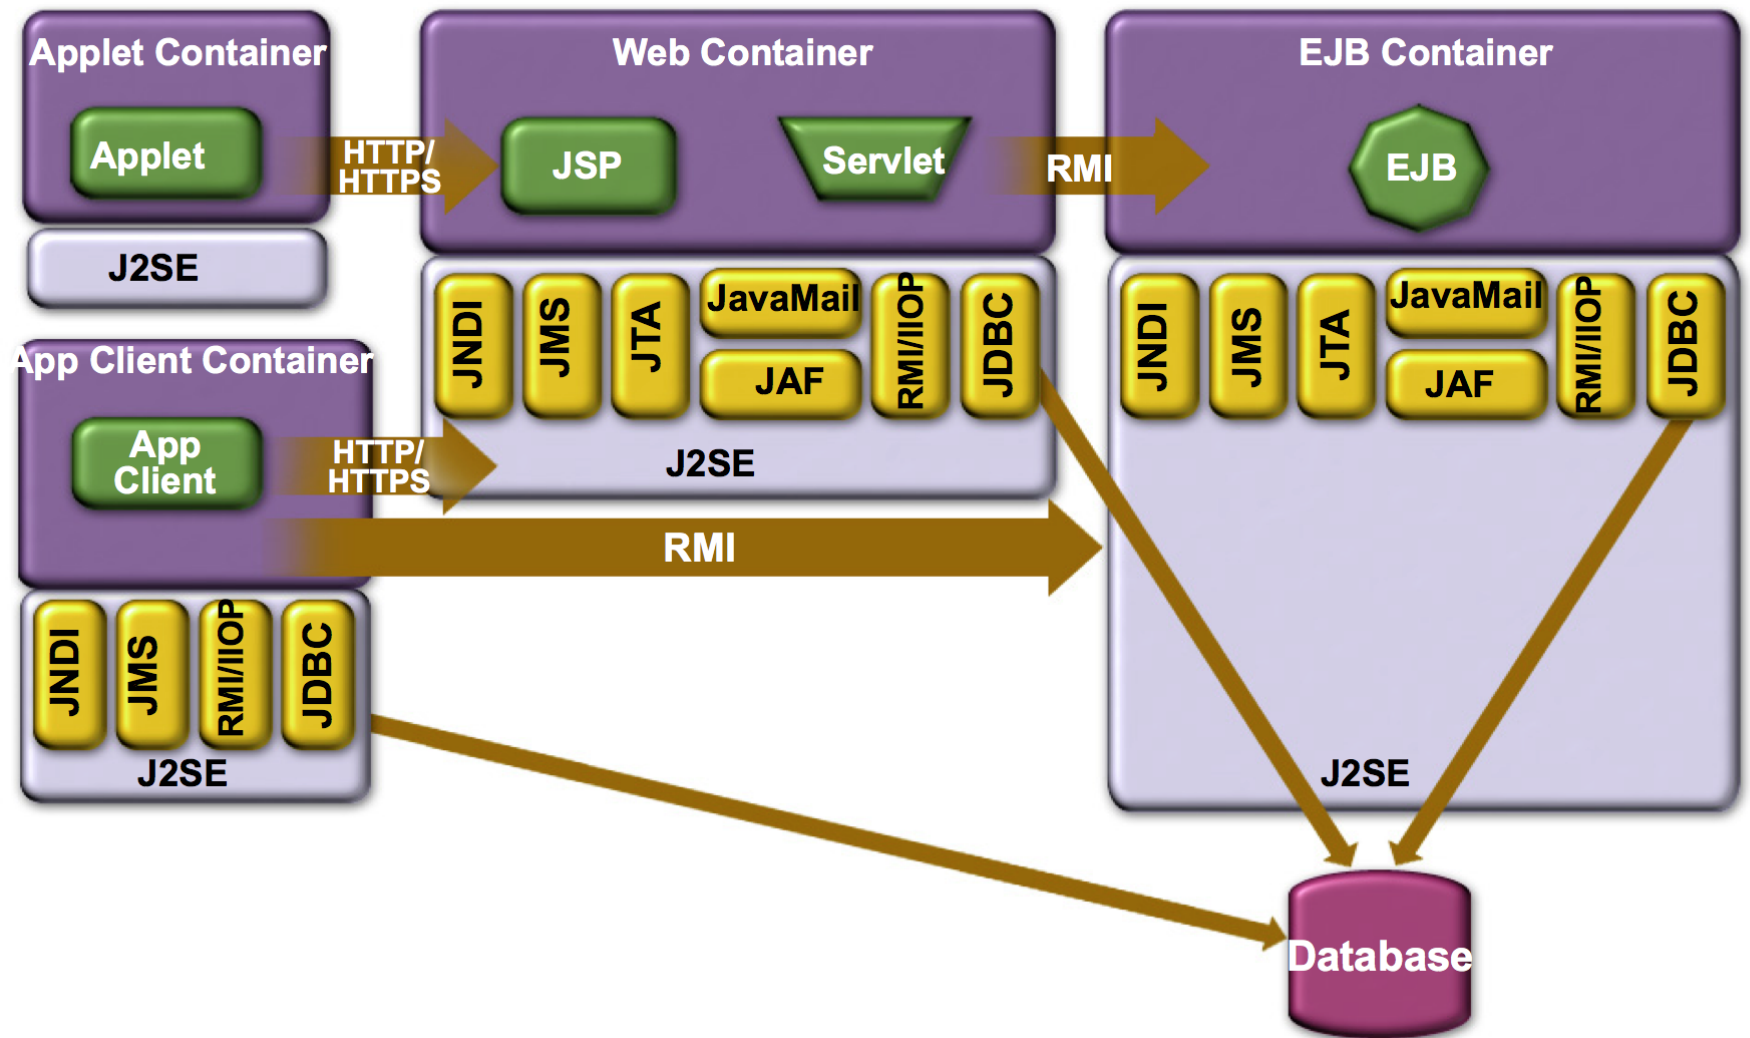 Applet Container
Applet
J2SE
HTTP/
HTTPS
Web Container
JSP
Servlet
JNDI
JMS
JTA
JavaMail
JAF
RMI/IIOP
JDBC
J2SE
RMI
EJB Container
EJB
JNDI
JMS
JTA
JavaMail
JAF
RMI/IIOP
JDBC
J2SE
App Client Container
App
Client
HTTP/
HTTPS
RMI
JNDI
JMS
RMI/IIOP
JDBC
J2SE
Database